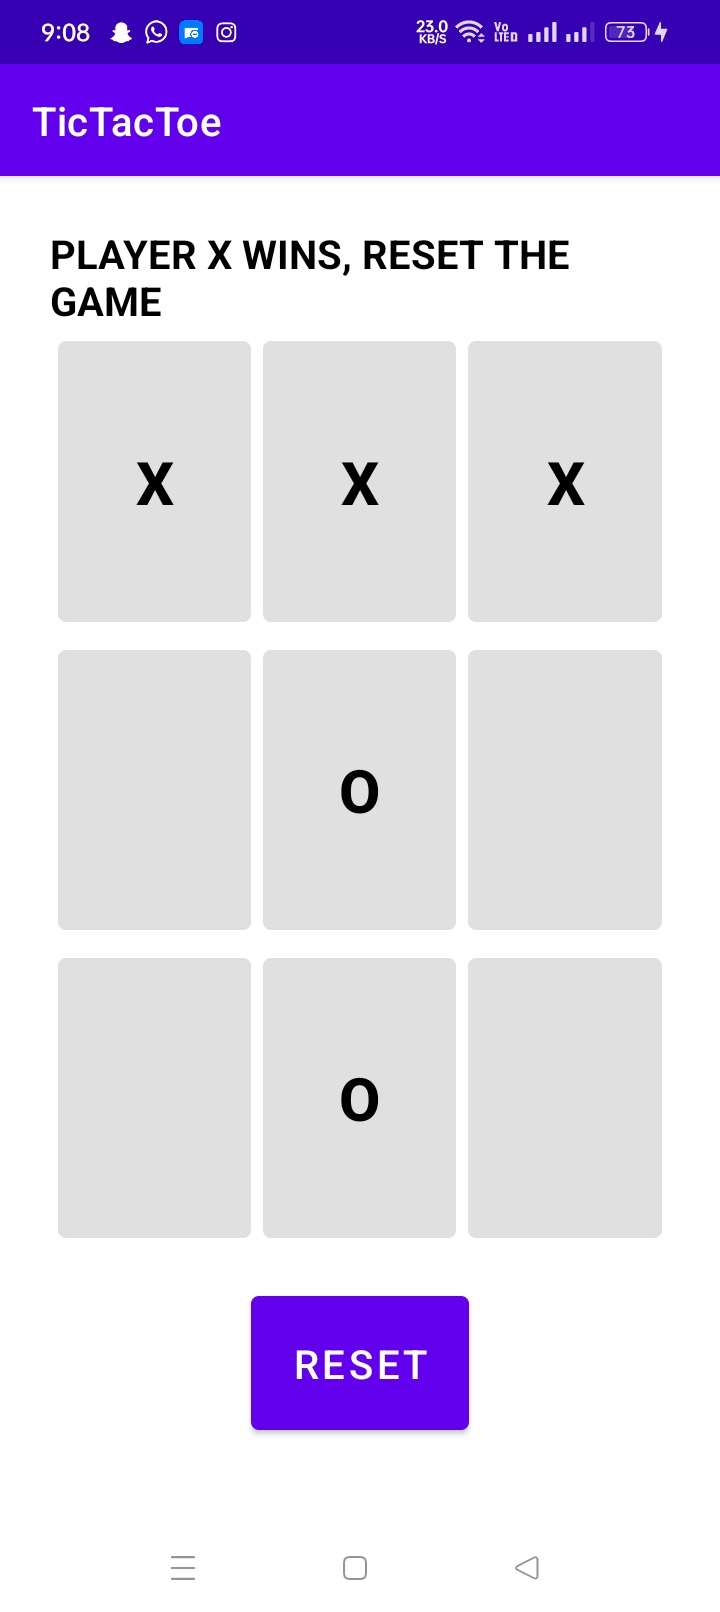 9:08 23.0 KB/S Vo LTE D 73
TicTacToe
PLAYER X WINS, RESET THE
GAME
X X X
O
O
RESET